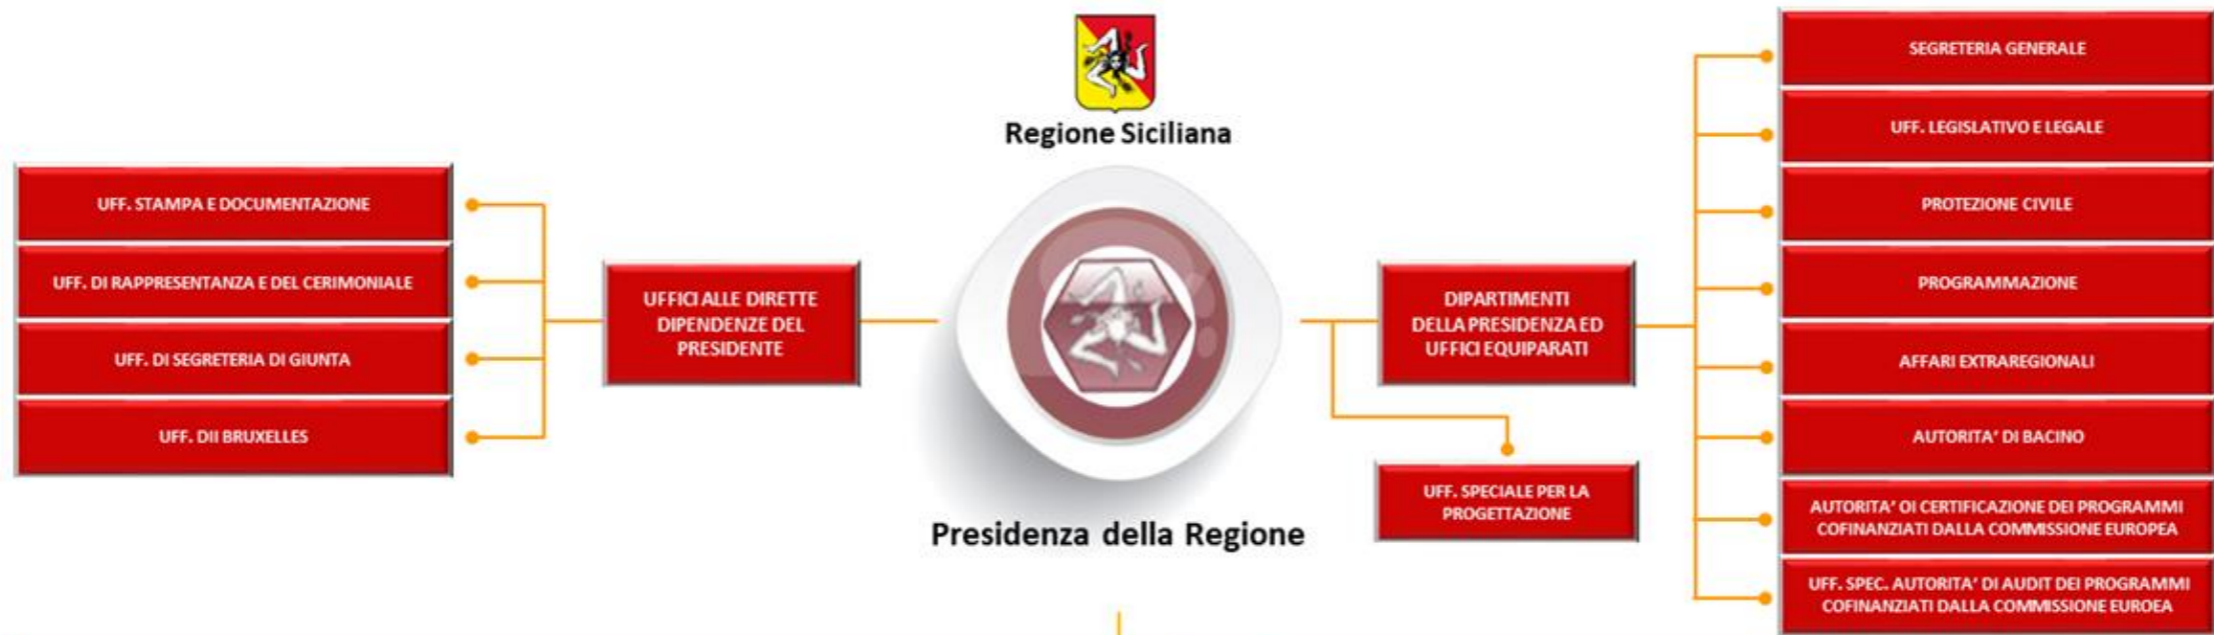 Regione Siciliana
UFF. STAMPA E DOCUMENTAZIONE
UFF. DI RAPPRESENTANZA E DEL CERIMONIALE
UFF. DI SEGRETERIA DI GIUNTA
UFF. DII BRUXELLES
UFFICI ALLE DIRETTE
DIPENDENZE DEL
PRESIDENTE
Presidenza della Regione
DIPARTIMENTI
DELLA PRESIDENZA ED
UFFICI EQUIPARATI
UFF. SPECIALE PER LA
PROGETTAZIONE
SEGRETERIA GENERALE
UFF. LEGISLATIVO E LEGALE
PROTEZIONE CIVILE
PROGRAMMAZIONE
AFFARI EXTRAREGIONALI
AUTORITA' DI BACINO
AUTORITA' OI CERTIFICAZIONE DEI PROGRAMMI
COFINANZIATI DALLA COMMISSIONE EUROPEA
UFF. SPEC. AUTORITA' DI AUDIT DEI PROGRAMMI
COFINANZIATI DALLA COMMISSIONE EUROEA